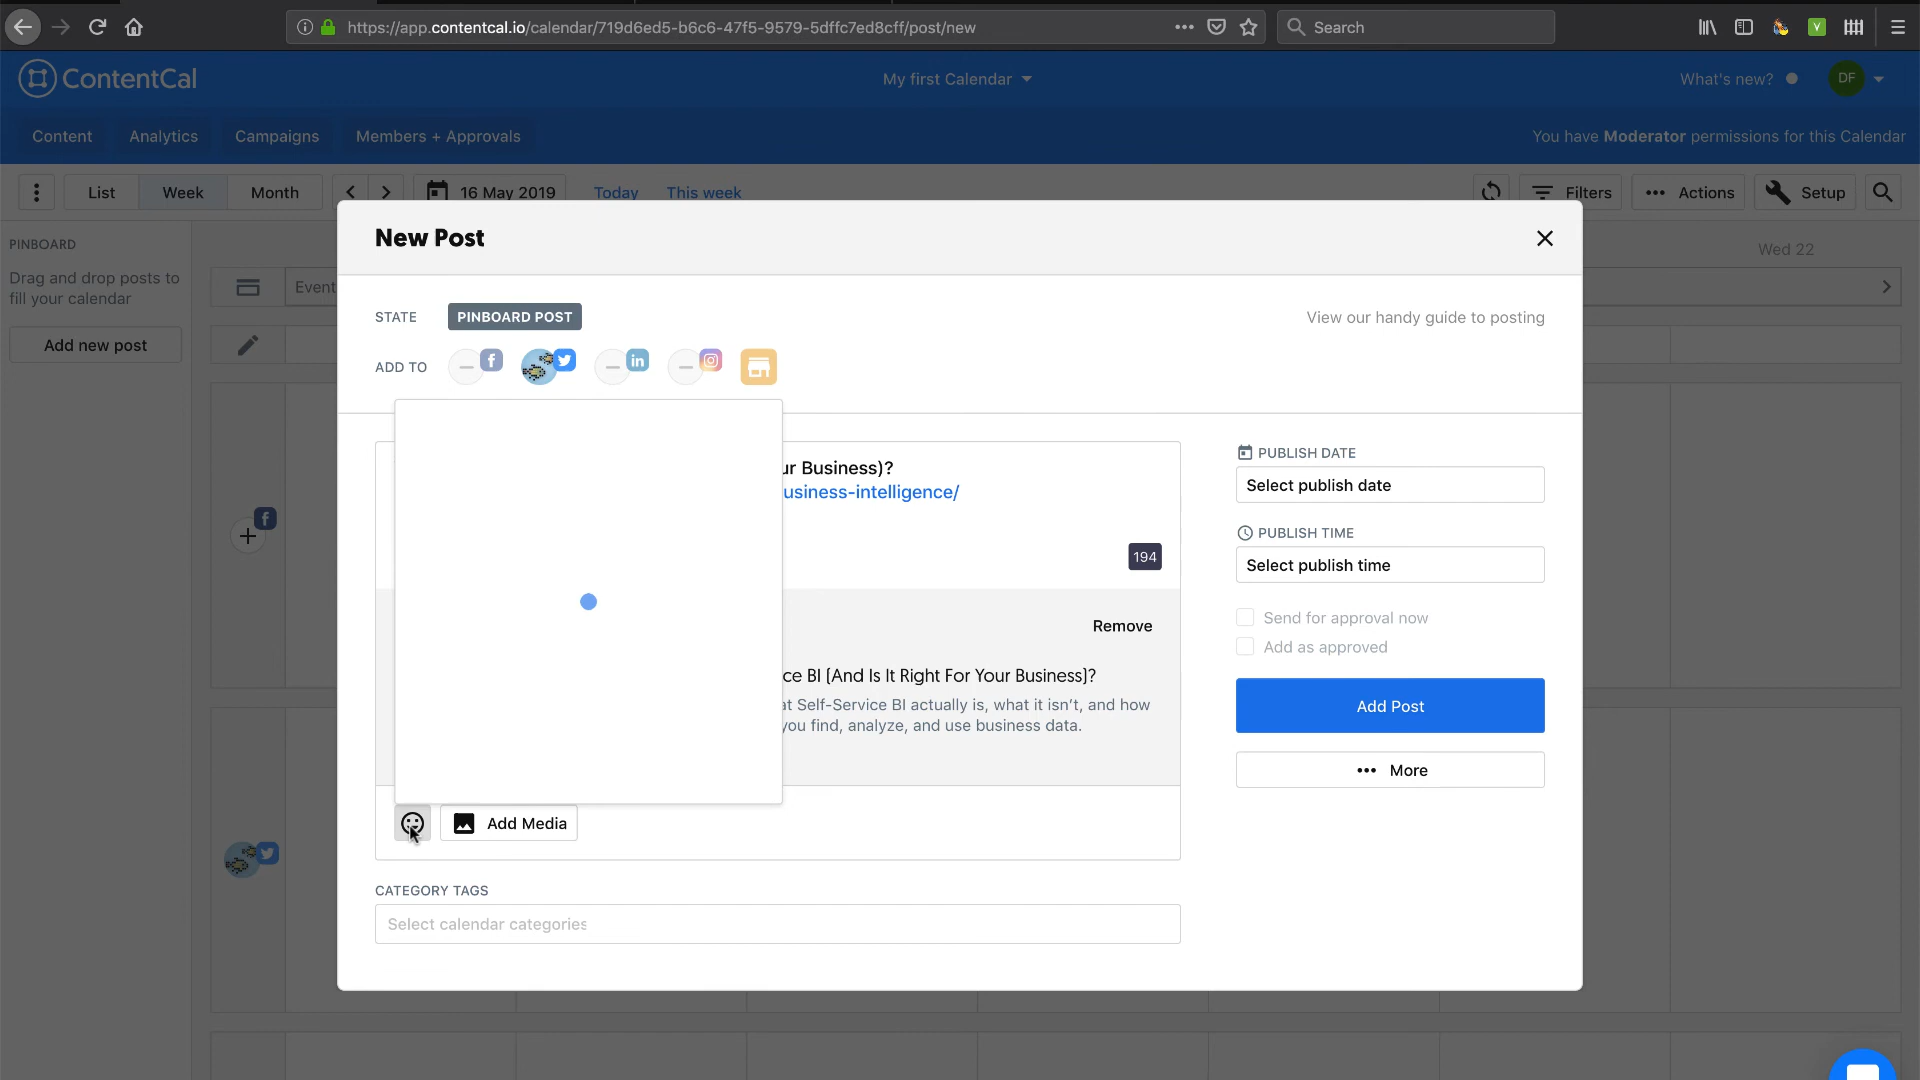 https://app.contentcal.io/calendar/719d6ed5-b6c6-47f5-9579-5dffc7ed8cff/post/new
Search
ContentCal
My first Calendar
What's new?
DF
Content
Analytics
Campaigns
Members + Approvals
You have Moderator permissions for this Calendar
List
Week
Month
16 May 2019
Today
This week
Filters
Actions
Setup
PINBOARD
Drag and drop posts to
fill your calendar
Add new post
Event
Wed 22
New Post
STATE
PINBOARD POST
View our handy guide to posting
ADD TO
ur Business)?
usiness-intelligence/
194
Remove
ce BI (And Is It Right For Your Business)?
at Self-Service BI actually is, what it isn't, and how
you find, analyze, and use business data.
Add Media
CATEGORY TAGS
Select calendar categories
PUBLISH DATE
Select publish date
PUBLISH TIME
Select publish time
Send for approval now
Add as approved
Add Post
More